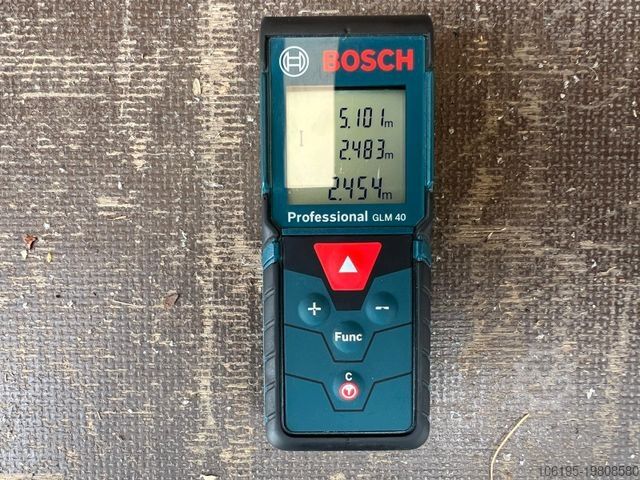 BOSCH
5.101m
2.483m
2.454m
Professional GLM 40
Func
C
106195-19808580